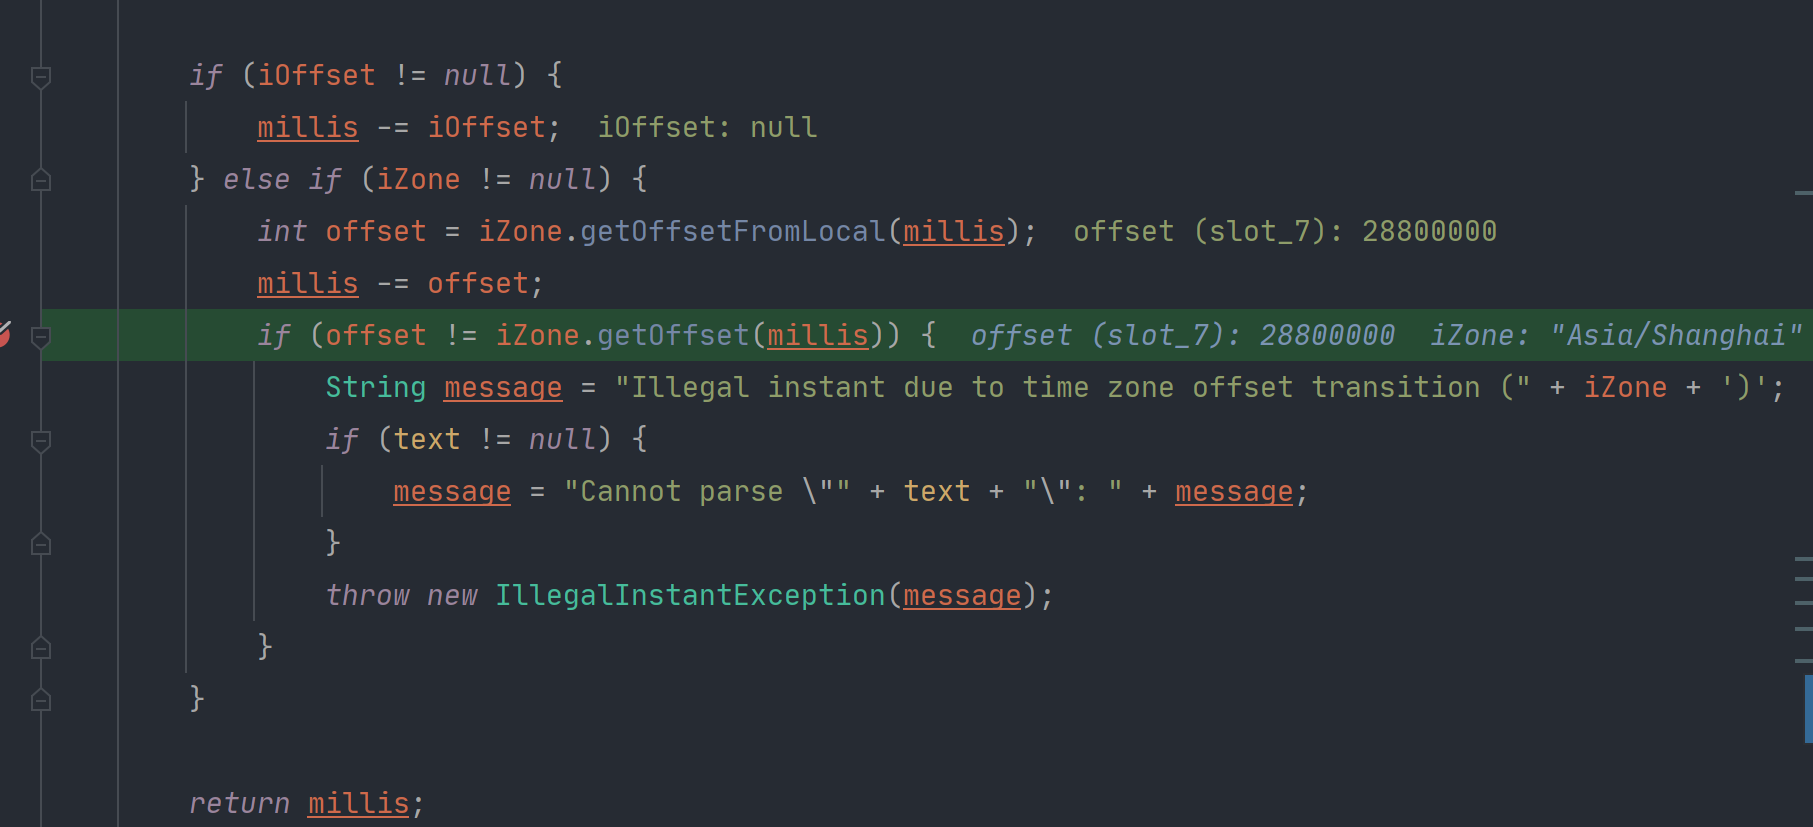 if (iOffset != null) {
millis -= iOffset;  iOffset: null
} else if (iZone != null) {
int offset = iZone.getOffsetFromLocal(millis);  offset (slot_7): 28800000
millis -= offset;
if (offset != iZone.getOffset(millis)) {  offset (slot_7): 28800000  iZone: "Asia/Shanghai"
String message = "Illegal instant due to time zone offset transition (" + iZone + ')';
if (text != null) {
message = "Cannot parse \"" + text + "\": " + message;
}
throw new IllegalInstantException(message);
}
}
return millis;